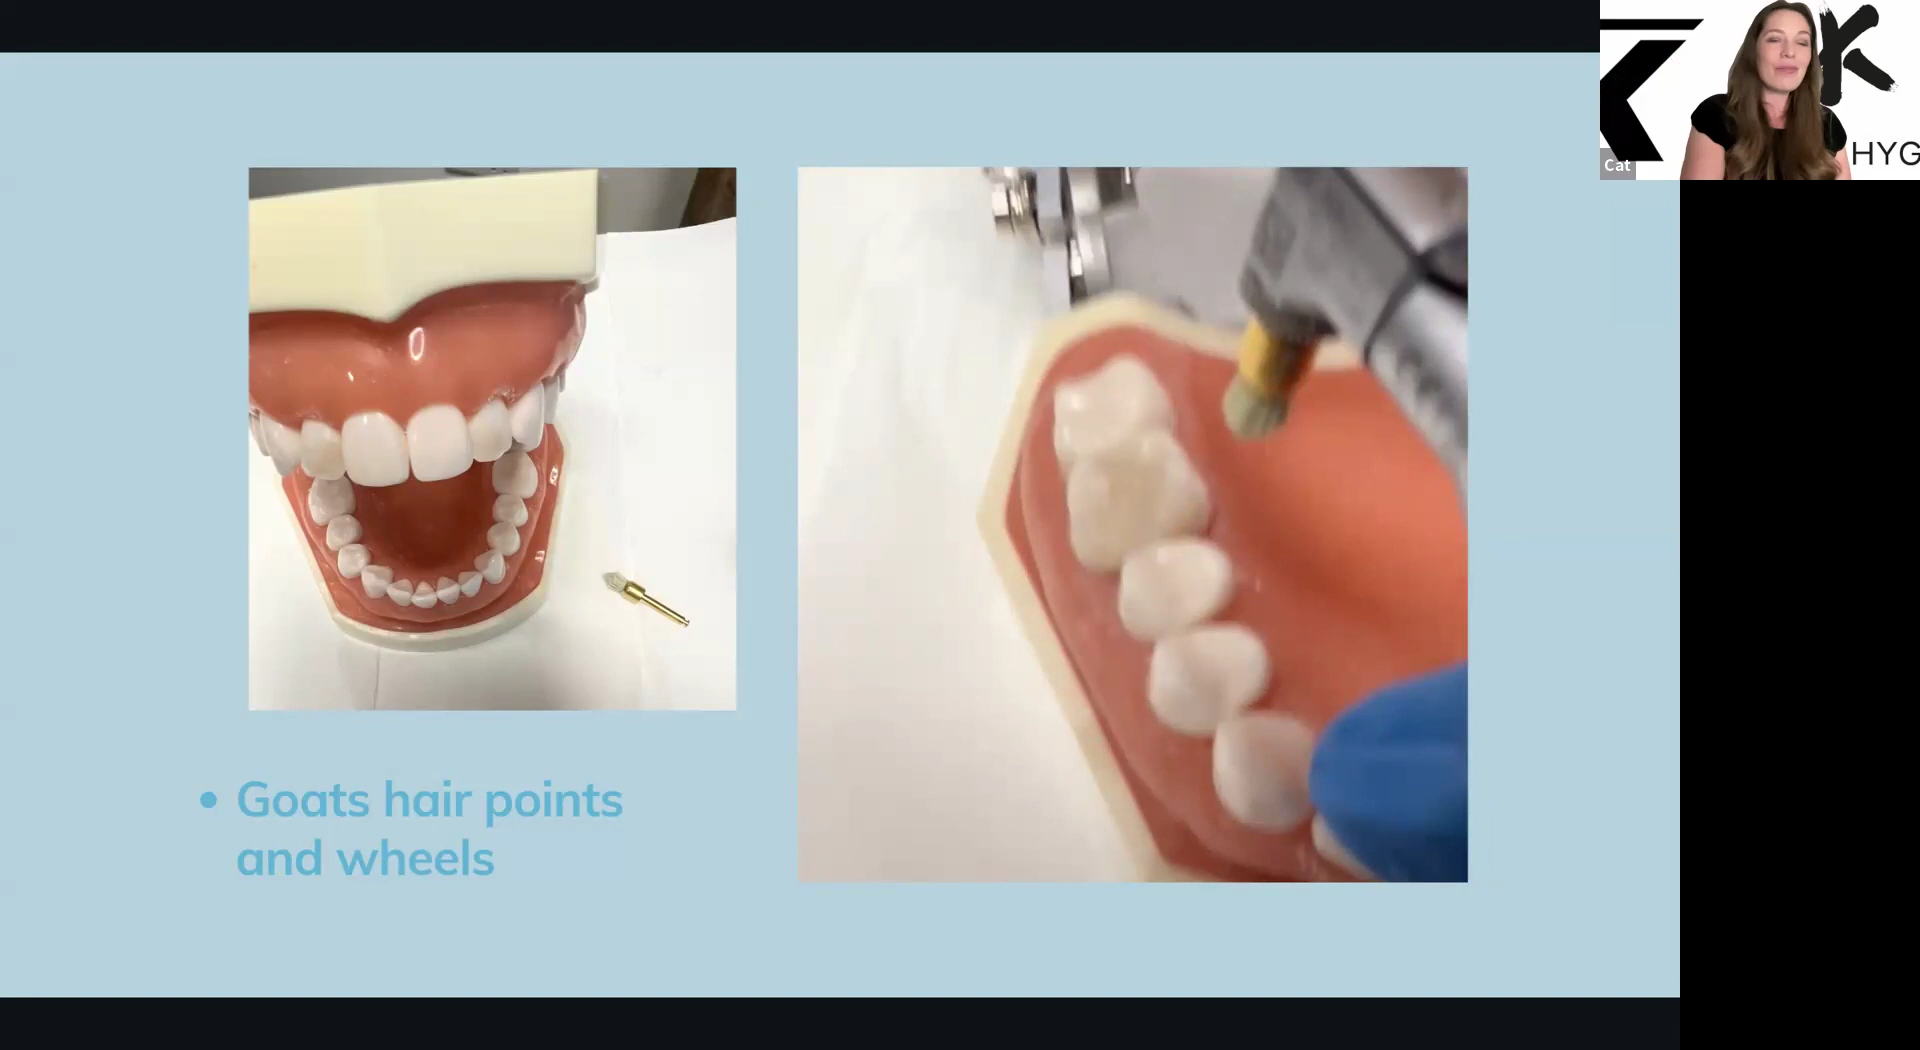 K
HYG
Cat
• Goats hair points
and wheels